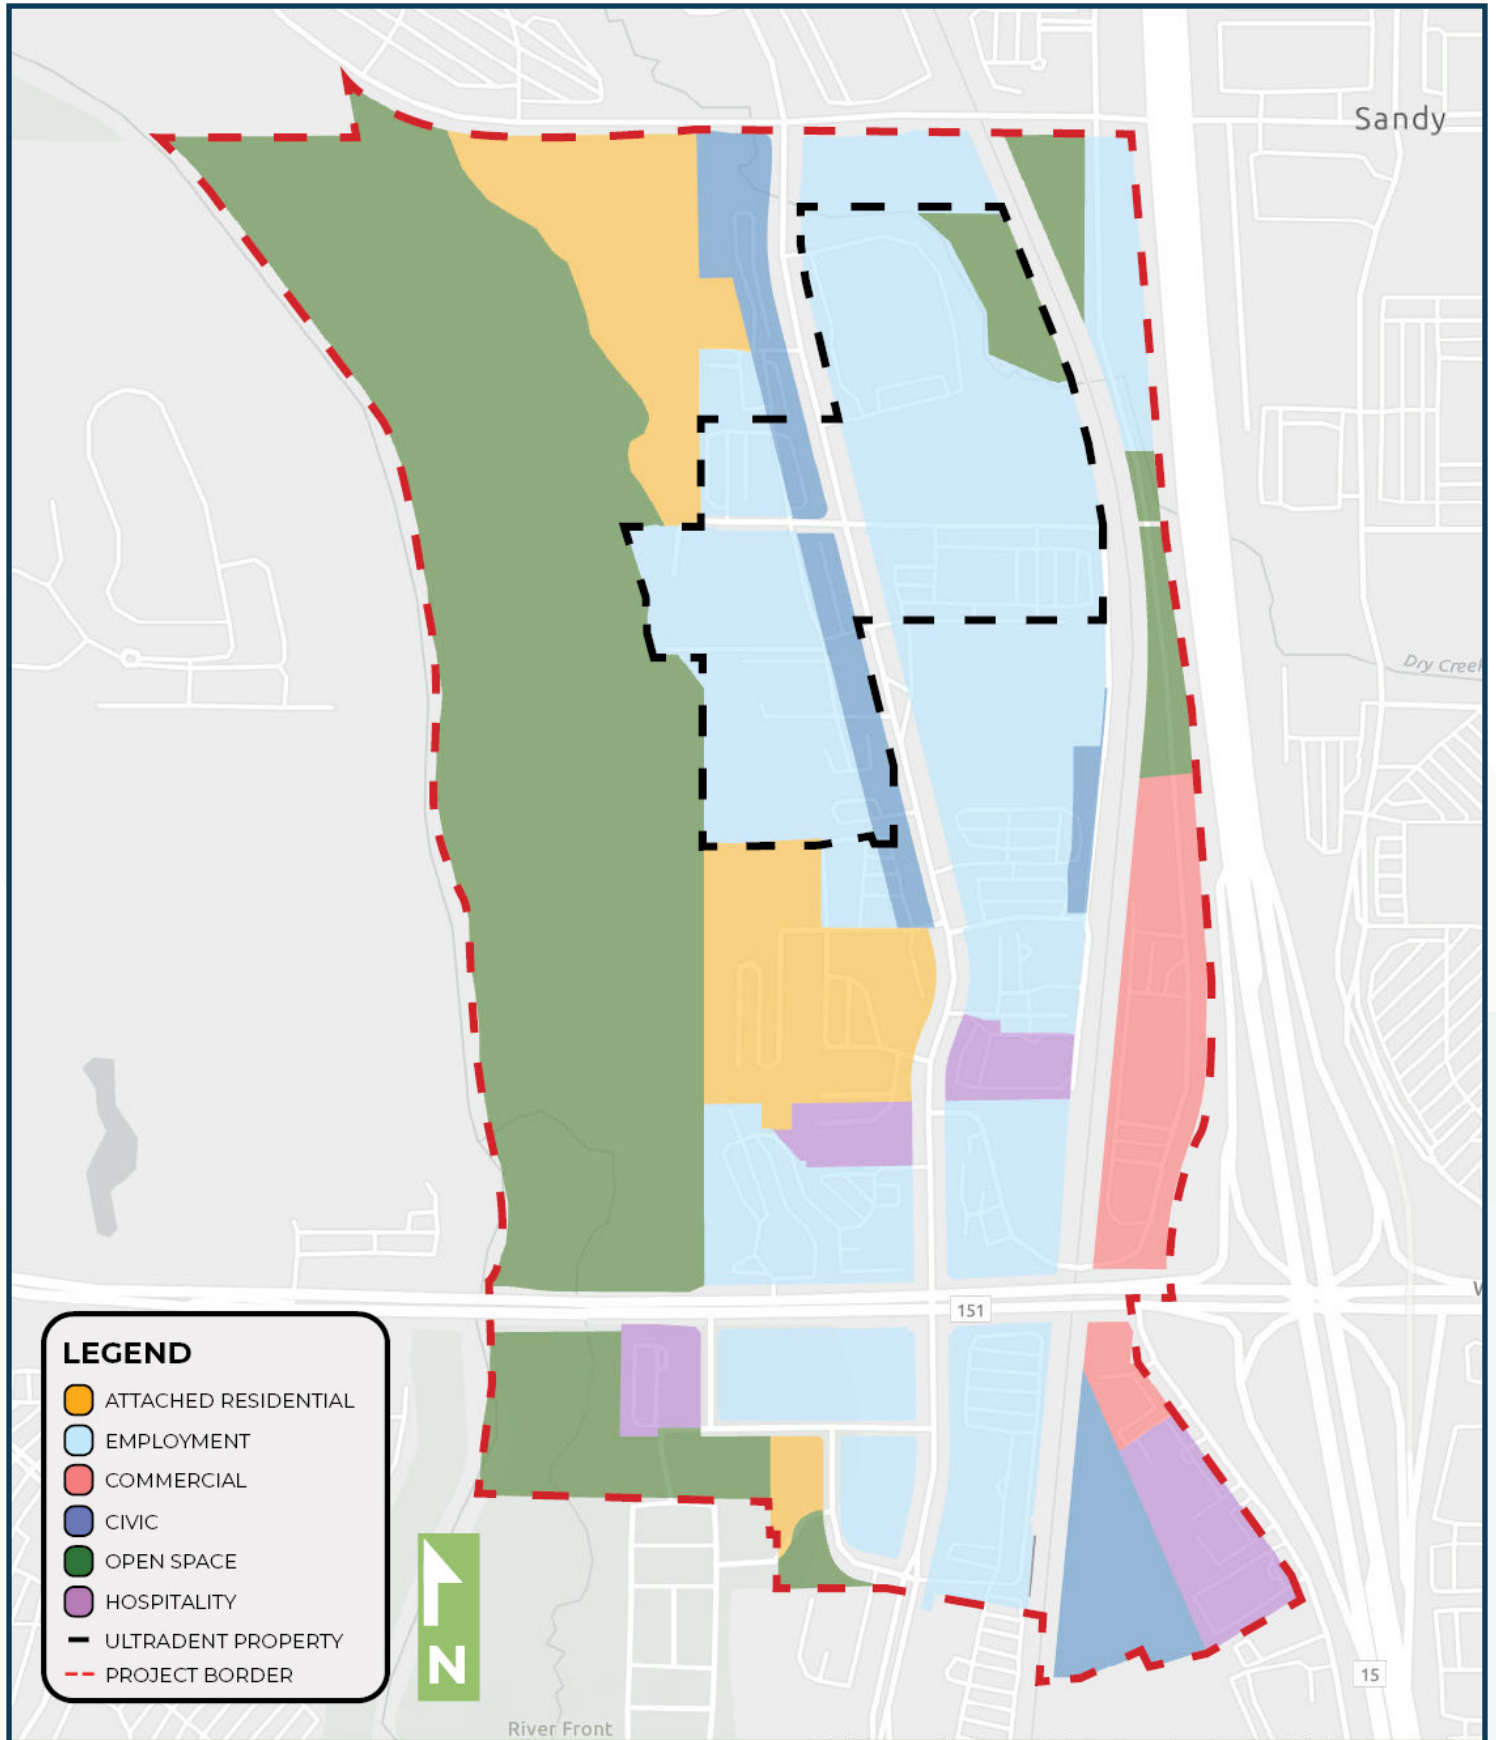 Sandy
Dry Creek
151
LEGEND
ATTACHED RESIDENTIAL
EMPLOYMENT
COMMERCIAL
CIVIC
OPEN SPACE
HOSPITALITY
ULTRADENT PROPERTY
PROJECT BORDER
N
15
River Front